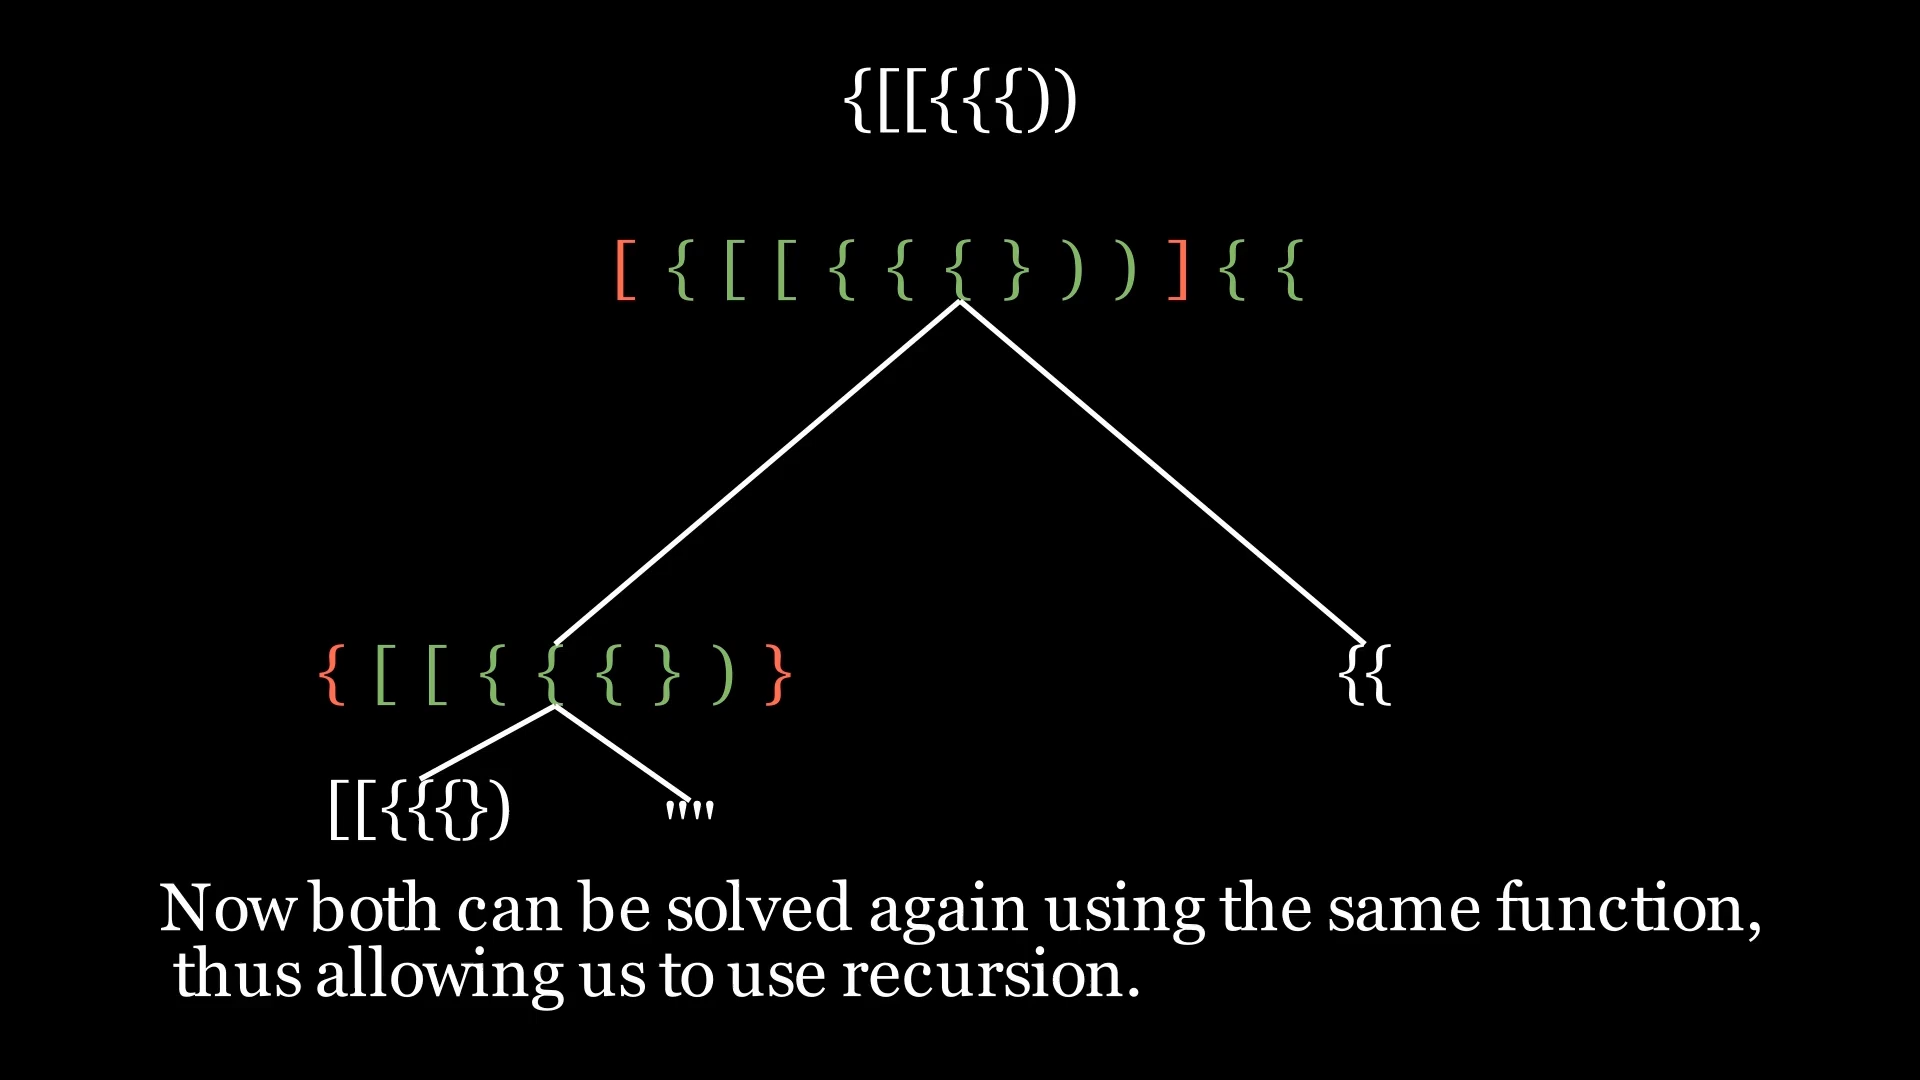 {[[{{{))
[ { [ [ { { { } ) ) ] { {
{ [ [ { { { } ) }
{{
[[{{{})
""
Now both can be solved again using the same function,
thus allowing us to use recursion.